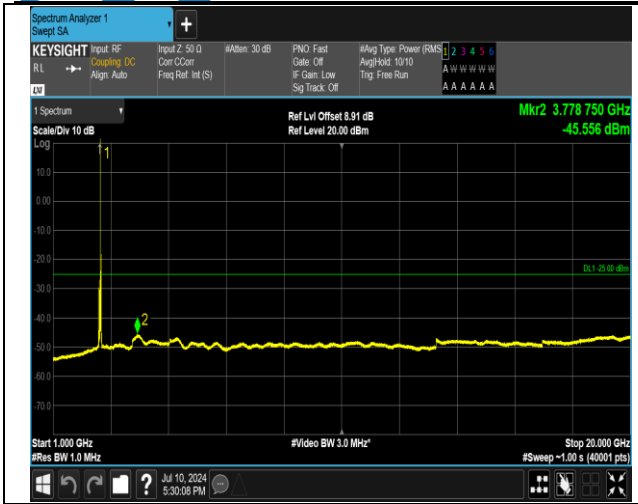 Spectrum Analyzer 1
Swept SA
+
KEYSIGHT
RL
LXI
Input: RF
Coupling: DC
Align: Auto
Input Z: 50 Ω
Corr CCorr
Freq Ref: Int (S)
#Atten: 30 dB
PNO: Fast
Gate: Off
IF Gain: Low
Sig Track: Off
#Avg Type: Power (RMS
Avg|Hold: 10/10
Trig: Free Run
1 2 3 4 5 6
A W W W W W
A A A A A A
1 Spectrum
Scale/Div 10 dB
Log
Ref Lvl Offset 8.91 dB
Ref Level 20.00 dBm
Mkr2 3.778 750 GHz
-45.556 dBm
1
10.0
0.00
-10.0
-20.0
DL1 -25.00 dBm
-30.0
-40.0
2
-50.0
-60.0
-70.0
Start 1.000 GHz
#Video BW 3.0 MHz*
Stop 20.000 GHz
#Res BW 1.0 MHz
#Sweep ~1.00 s (40001 pts)
?
Jul 10, 2024
5:30:08 PM